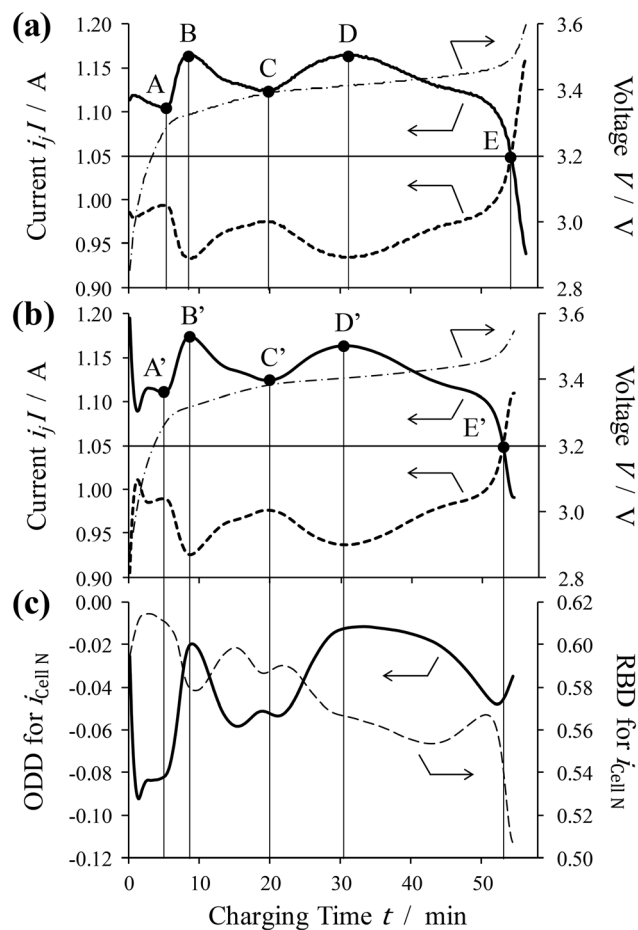 (a)
1.20
1.15
1.10
1.05
1.00
0.95
0.90
Current i_j I / A
A
B
C
D
E
3.6
3.4
3.2
3.0
2.8
Voltage V / V
(b)
1.20
1.15
1.10
1.05
1.00
0.95
0.90
Current i_j I / A
A'
B'
C'
D'
E'
3.6
3.4
3.2
3.0
2.8
Voltage V / V
(c)
0.00
-0.02
-0.04
-0.06
-0.08
-0.10
-0.12
ODD for i_Cell N
0.62
0.60
0.58
0.56
0.54
0.52
0.50
RBD for i_Cell N
0 10 20 30 40 50
Charging Time t / min